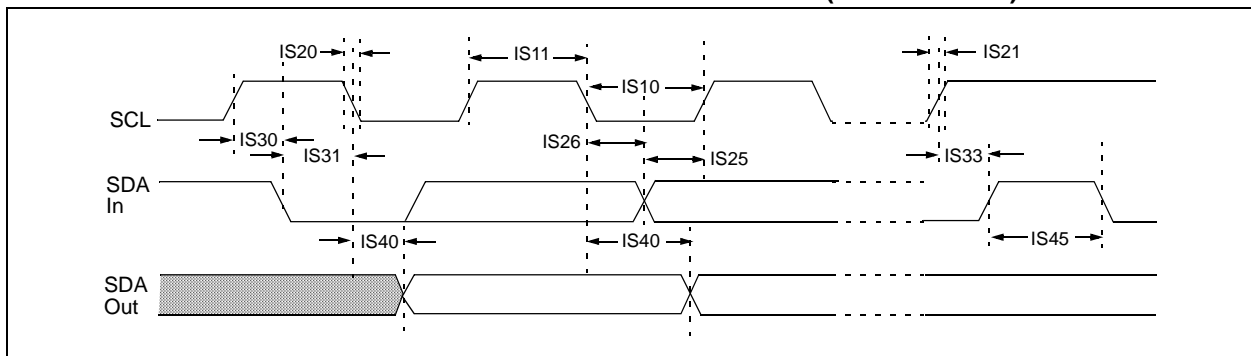 IS20
IS11
IS21
IS10
SCL
IS30
IS31
IS26
IS25
IS33
SDA
In
IS40
IS40
IS45
SDA
Out